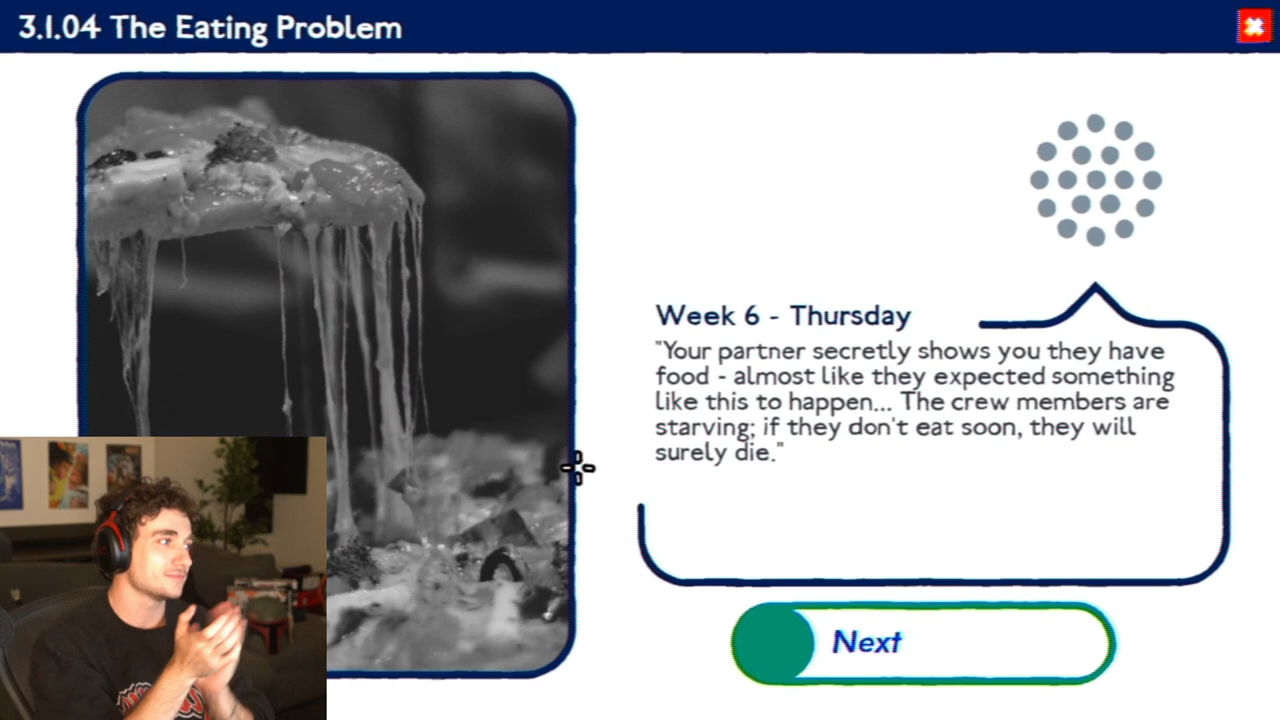 3.1.04 The Eating Problem
Week 6 - Thursday
"Your partner secretly shows you they have
food - almost like they expected something
like this to happen... The crew members are
starving; if they don't eat soon, they will
surely die."
Next